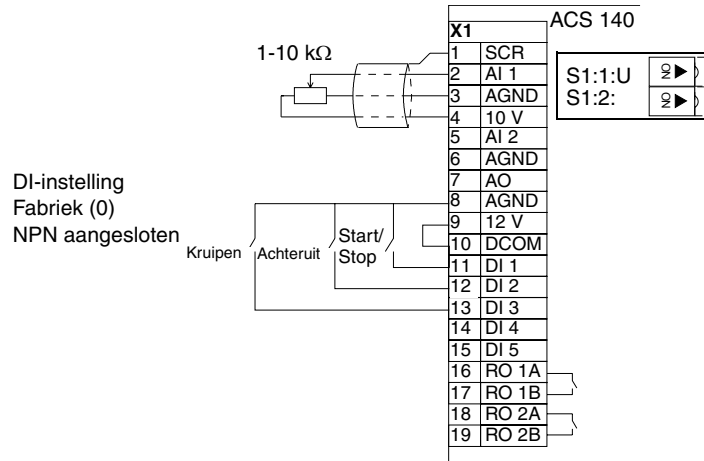 ACS 140
X1
1-10 kΩ
1 SCR
2 AI 1
3 AGND
4 10 V
5 AI 2
6 AGND
7 AO
8 AGND
9 12 V
10 DCOM
11 DI 1
12 DI 2
13 DI 3
14 DI 4
15 DI 5
16 RO 1A
17 RO 1B
18 RO 2A
19 RO 2B
S1:1:U
S1:2:
ON
ON
DI-instelling
Fabriek (0)
NPN aangesloten
Kruipen
Achteruit
Start/
Stop